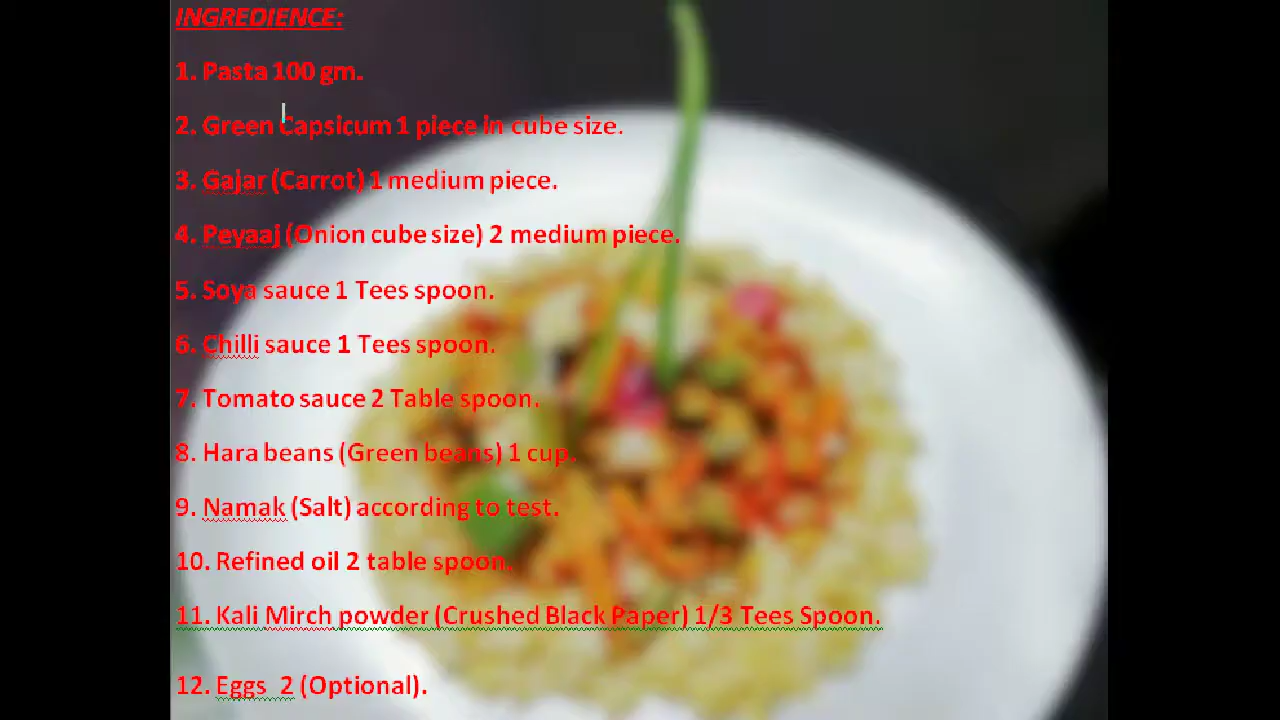 INGREDIENCE:
1. Pasta 100 gm.
2. Green Capsicum 1 piece in cube size.
3. Gajar (Carrot) 1 medium piece.
4. Peyaaj (Onion cube size) 2 medium piece.
5. Soya sauce 1 Tees spoon.
6. Chilli sauce 1 Tees spoon.
7. Tomato sauce 2 Table spoon.
8. Hara beans (Green beans) 1 cup.
9. Namak (Salt) according to test.
10. Refined oil 2 table spoon.
11. Kali Mirch powder (Crushed Black Paper) 1/3 Tees Spoon.
12. Eggs  2 (Optional).